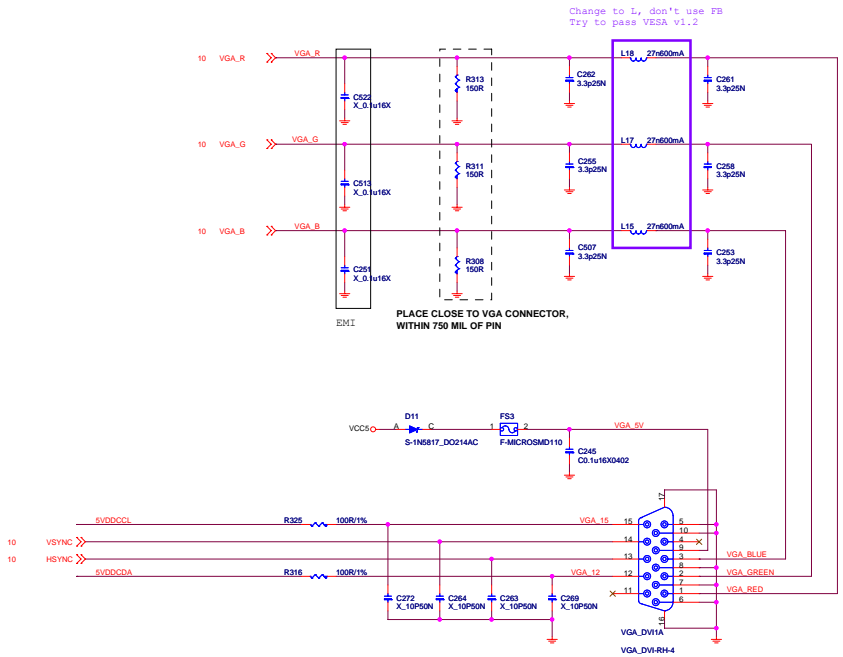 Change to L, don't use FB
Try to pass VESA v1.2
10 VGA_R VGA_R
L18 27n600mA
C522
X_0.1u16X
R313
150R
C262
3.3p25N
C261
3.3p25N
10 VGA_G VGA_G
L17 27n600mA
C513
X_0.1u16X
R311
150R
C255
3.3p25N
C258
3.3p25N
10 VGA_B VGA_B
L15 27n600mA
C251
X_0.1u16X
R308
150R
C507
3.3p25N
C253
3.3p25N
EMI
PLACE CLOSE TO VGA CONNECTOR,
WITHIN 750 MIL OF PIN
VCC5 A D11 C
S-1N5817_DO214AC
1 FS3 2
F-MICROSMD110
VGA_5V
C245
C0.1u16X0402
17
5VDDCCL R325 100R/1% VGA_15 15 5
10
10 VSYNC 14 4
9
10 HSYNC 13 3 VGA_BLUE
8
5VDDCDA R316 100R/1% VGA_12 12 2 VGA_GREEN
7
11 1 VGA_RED
6
C272
X_10P50N
C264
X_10P50N
C263
X_10P50N
C269
X_10P50N
16
VGA_DVI1A
VGA_DVI-RH-4